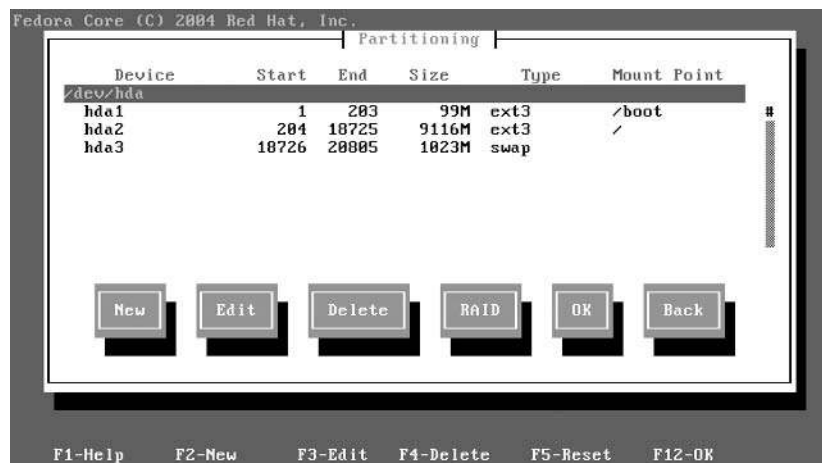 Fedora Core (C) 2004 Red Hat, Inc.
Partitioning
Device Start End Size Type Mount Point
/dev/hda
hda1 1 203 99M ext3 /boot #
hda2 204 18725 9116M ext3 /
hda3 18726 20805 1023M swap
New Edit Delete RAID OK Back
F1-Help F2-New F3-Edit F4-Delete F5-Reset F12-OK